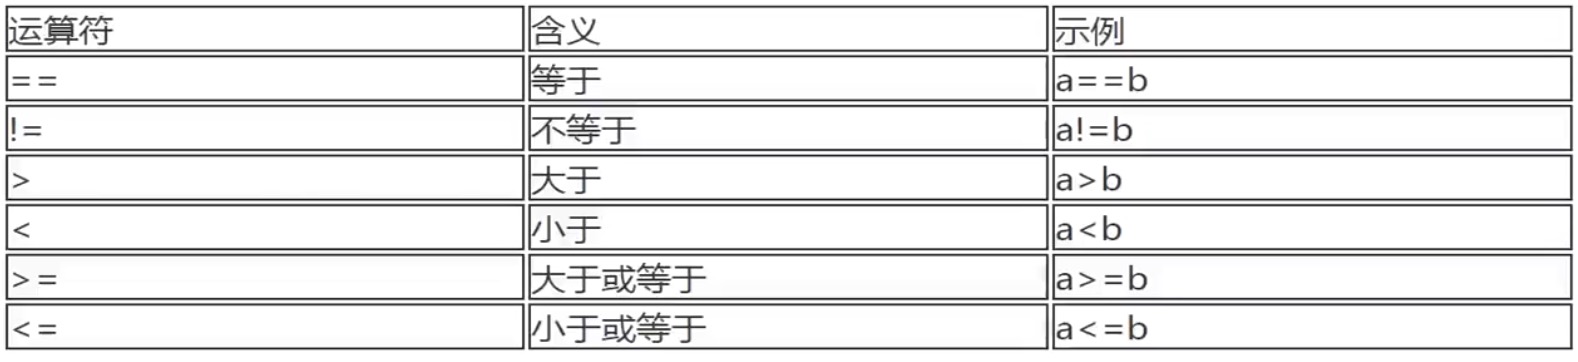 运算符 含义 示例
== 等于 a==b
!= 不等于 a!=b
> 大于 a>b
< 小于 a<b
>= 大于或等于 a>=b
<= 小于或等于 a<=b